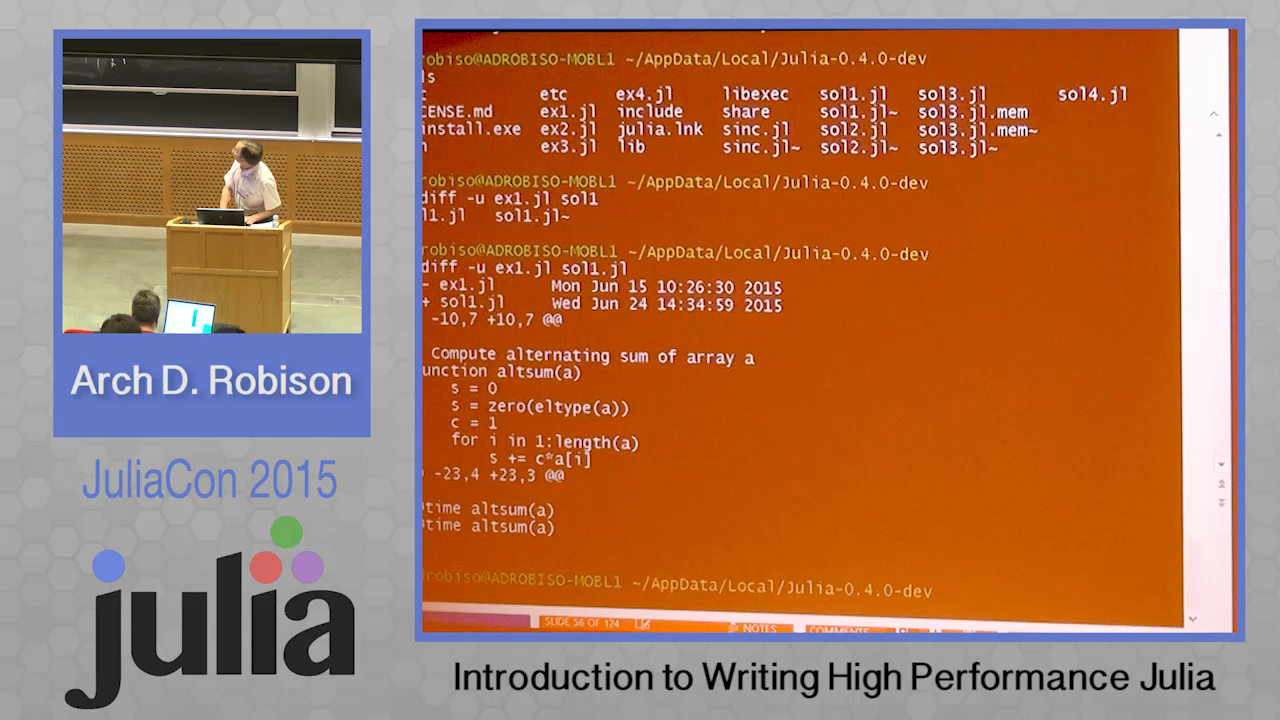 robiso@ADROBISO-MOBL1 ~/AppData/Local/Julia-0.4.0-dev
ls
t etc ex4.jl libexec sol1.jl sol3.jl sol4.jl
CENSE.md ex1.jl include share sol1.jl~ sol3.jl.mem
install.exe ex2.jl julia.lnk sinc.jl sol2.jl sol3.jl.mem~
n ex3.jl lib sinc.jl~ sol2.jl~ sol3.jl~
robiso@ADROBISO-MOBL1 ~/AppData/Local/Julia-0.4.0-dev
diff -u ex1.jl sol1
l1.jl sol1.jl~
robiso@ADROBISO-MOBL1 ~/AppData/Local/Julia-0.4.0-dev
diff -u ex1.jl sol1.jl
- ex1.jl Mon Jun 15 10:26:30 2015
+ sol1.jl Wed Jun 24 14:34:59 2015
-10,7 +10,7 @@
Compute alternating sum of array a
unction altsum(a)
s = 0
s = zero(eltype(a))
c = 1
for i in 1:length(a)
s += c*a[i]
-23,4 +23,3 @@
@time altsum(a)
@time altsum(a)
robiso@ADROBISO-MOBL1 ~/AppData/Local/Julia-0.4.0-dev
SLIDE 56 OF 124 NOTES COMMENTS
Arch D. Robison
JuliaCon 2015
julia
Introduction to Writing High Performance Julia